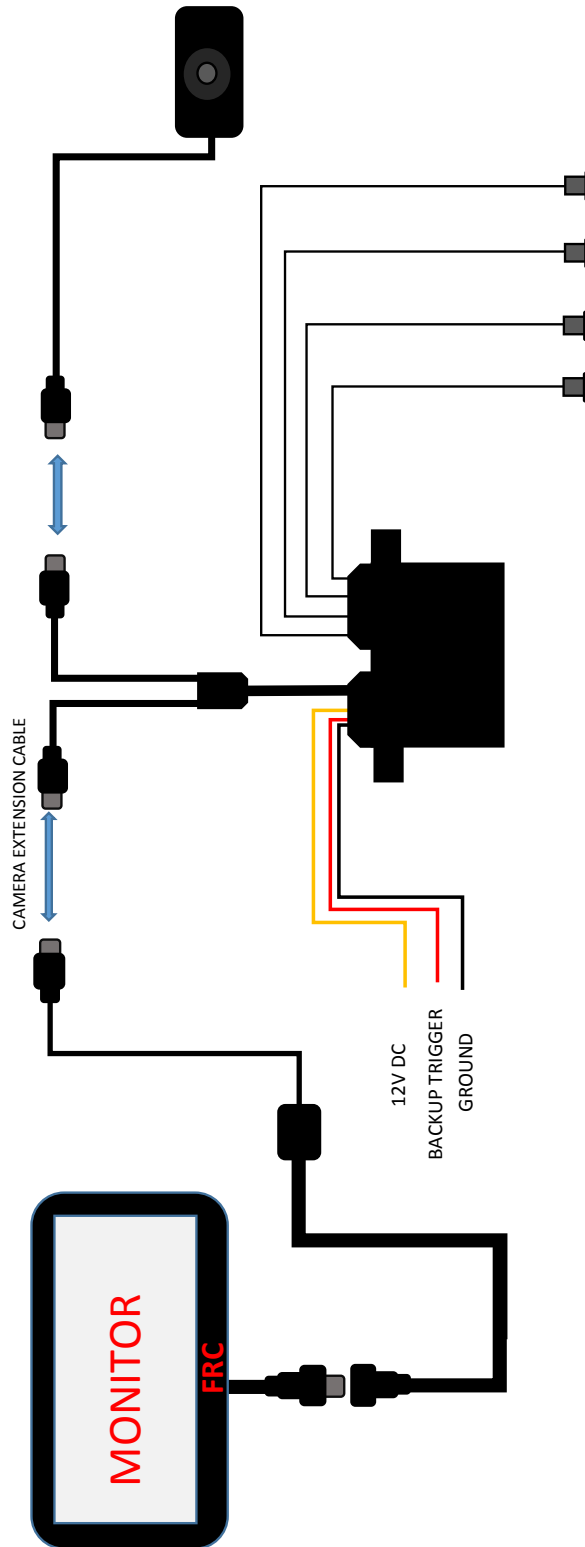 CAMERA EXTENSION CABLE
12V DC
BACKUP TRIGGER
GROUND
MONITOR
FRC